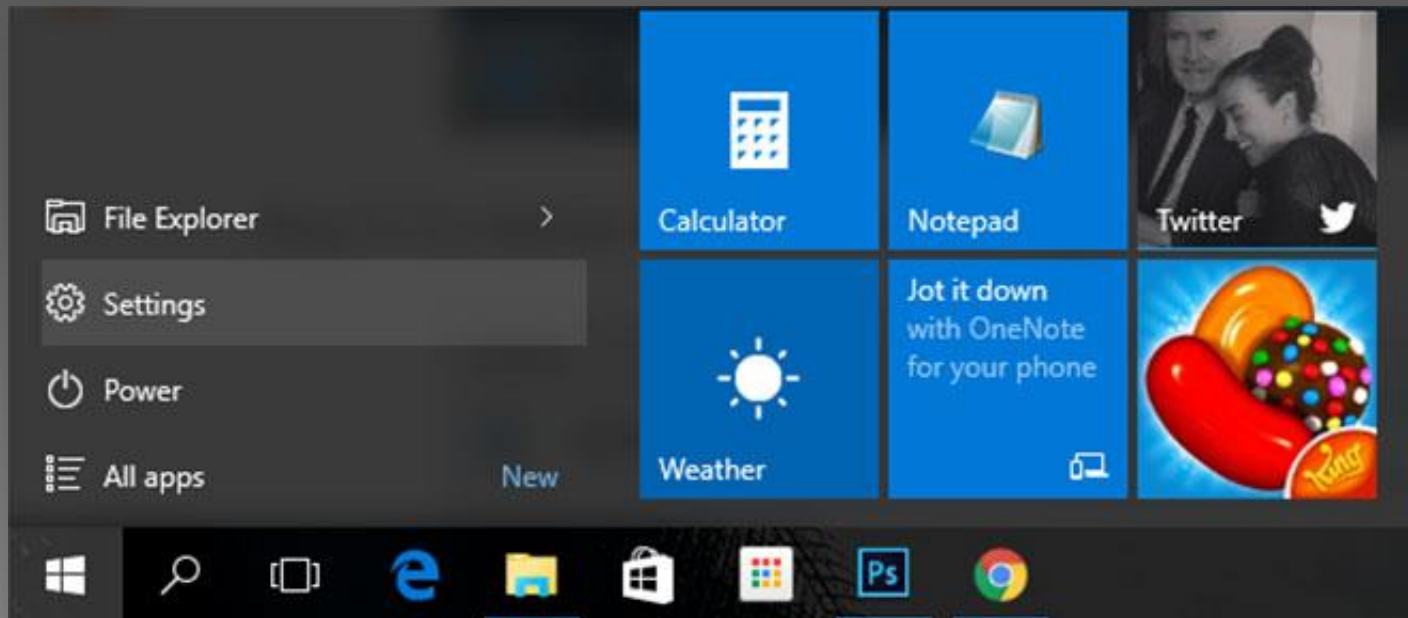 File Explorer
Settings
Power
All apps New
Calculator
Notepad
Twitter
Weather
Jot it down
with OneNote
for your phone
King
Ps